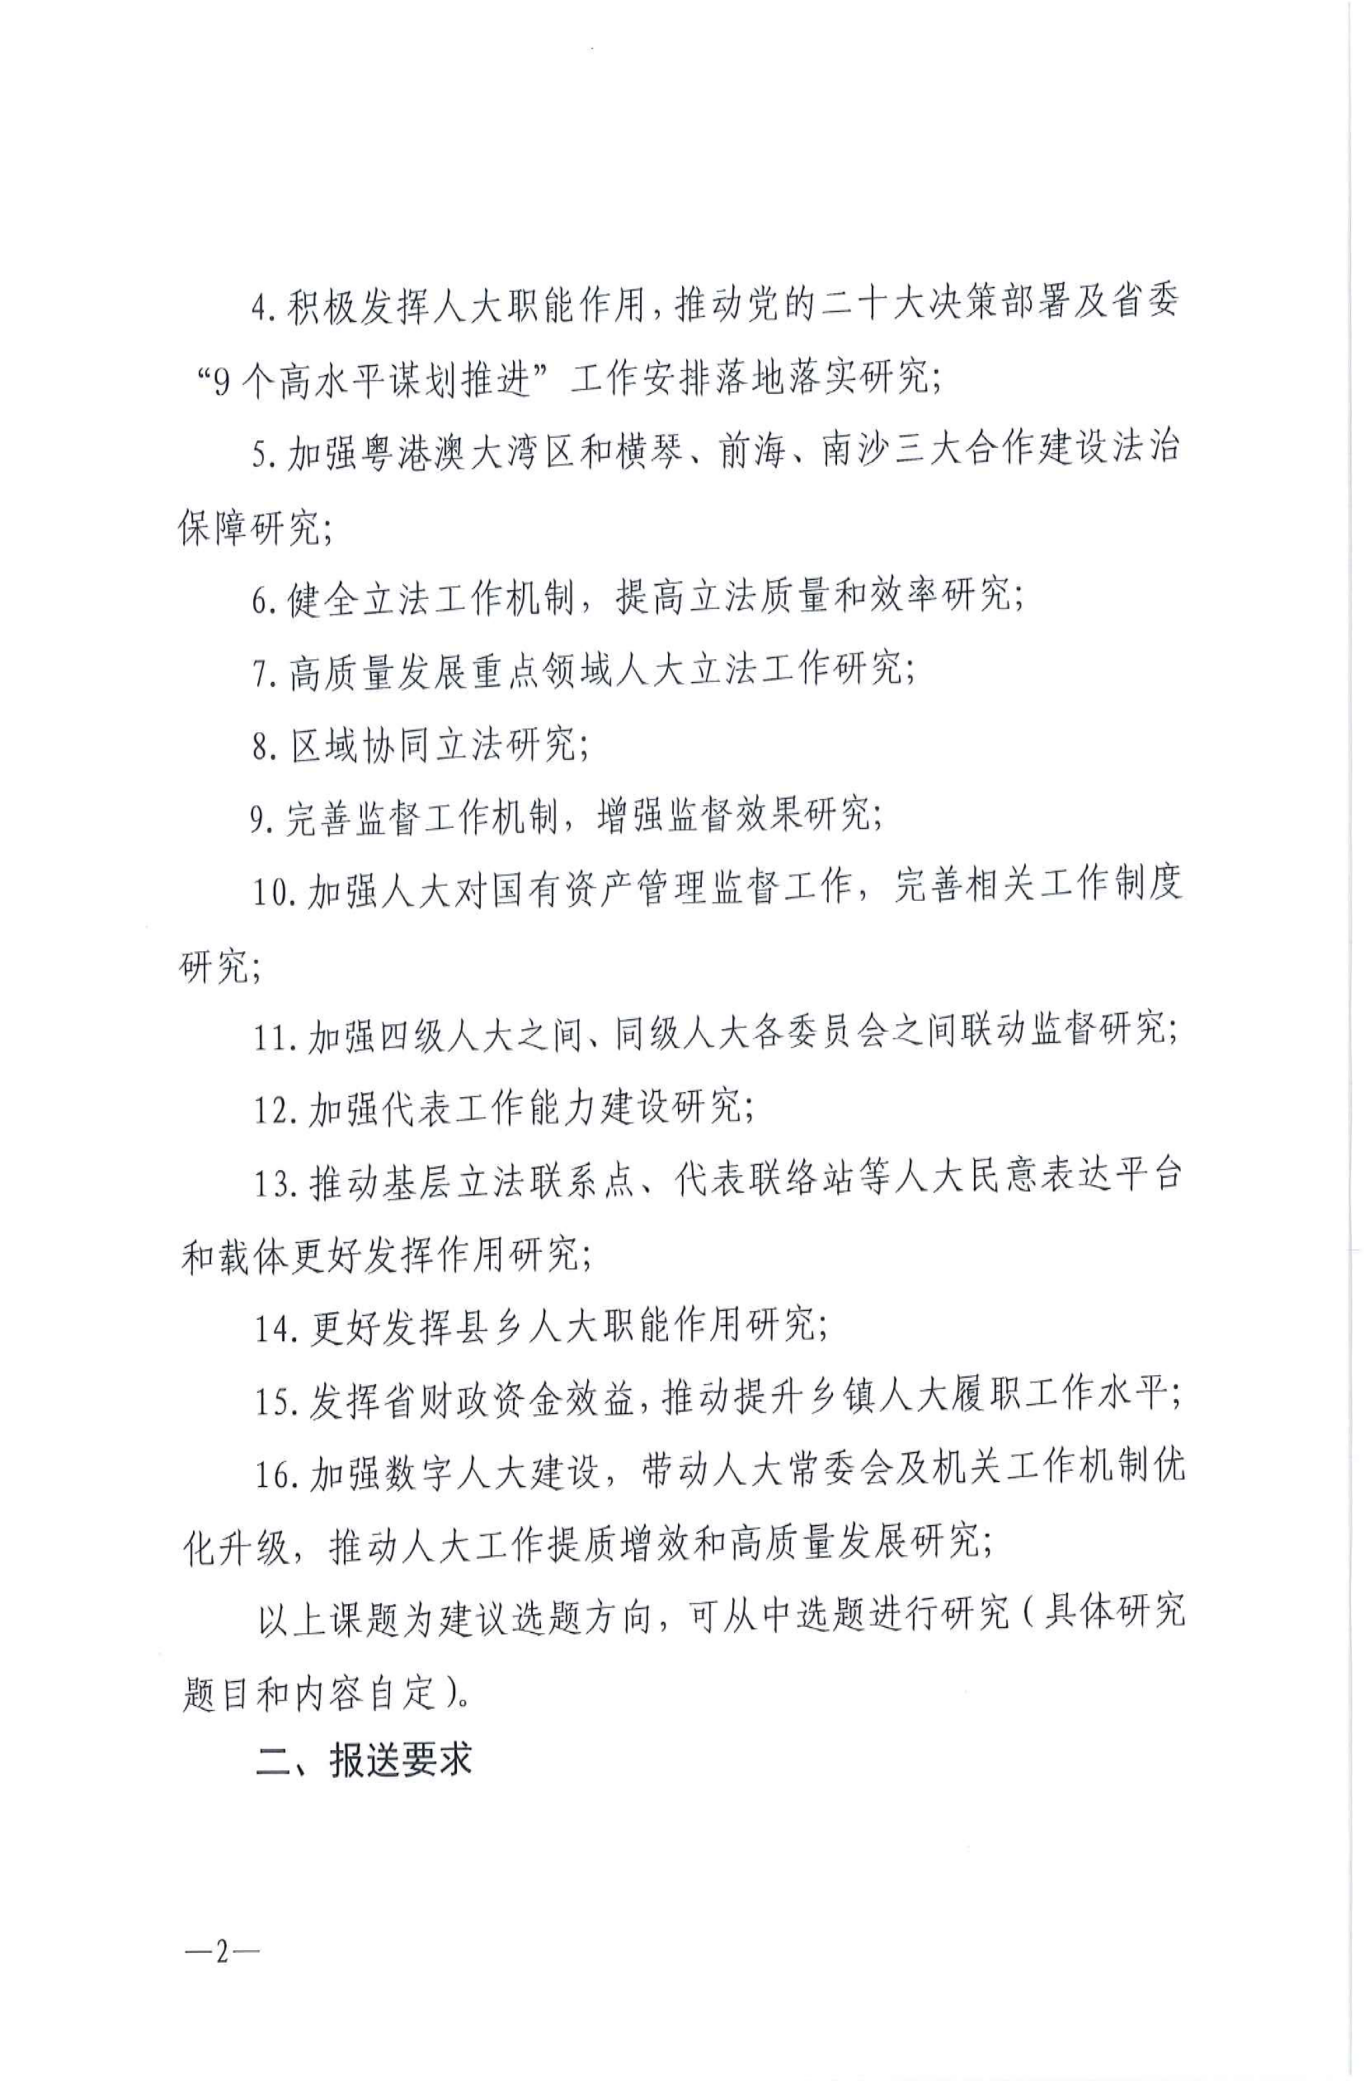 4. 积极发挥人大职能作用，推动党的二十大决策部署及省委
“9 个高水平谋划推进” 工作安排落地落实研究；
5. 加强粤港澳大湾区和横琴、前海、南沙三大合作建设法治
保障研究；
6. 健全立法工作机制，提高立法质量和效率研究；
7. 高质量发展重点领域人大立法工作研究；
8. 区域协同立法研究；
9. 完善监督工作机制，增强监督效果研究；
10. 加强人大对国有资产管理监督工作，完善相关工作制度
研究；
11. 加强四级人大之间、同级人大各委员会之间联动监督研究；
12. 加强代表工作能力建设研究；
13. 推动基层立法联系点、代表联络站等人大民意表达平台
和载体更好发挥作用研究；
14. 更好发挥县乡人大职能作用研究；
15. 发挥省财政资金效益，推动提升乡镇人大履职工作水平；
16. 加强数字人大建设，带动人大常委会及机关工作机制优
化升级，推动人大工作提质增效和高质量发展研究；
以上课题为建议选题方向，可从中选题进行研究（具体研究
题目和内容自定）。
二、报送要求
—2—